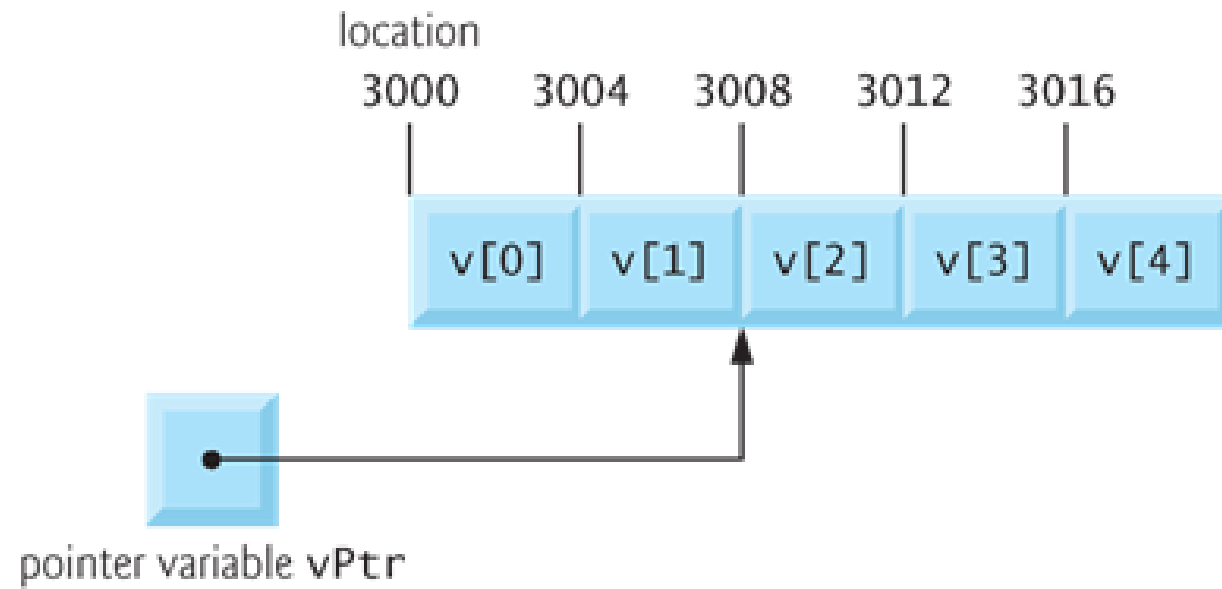 location
3000 3004 3008 3012 3016
v[0] v[1] v[2] v[3] v[4]
pointer variable vPtr